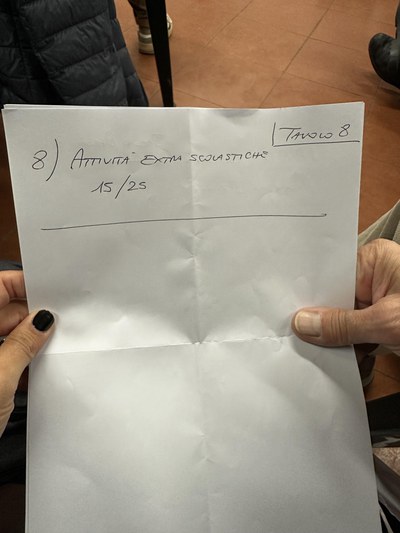 TAVOLO 8
8) ATTIVITÀ EXTRA SCOLASTICHE
15/25